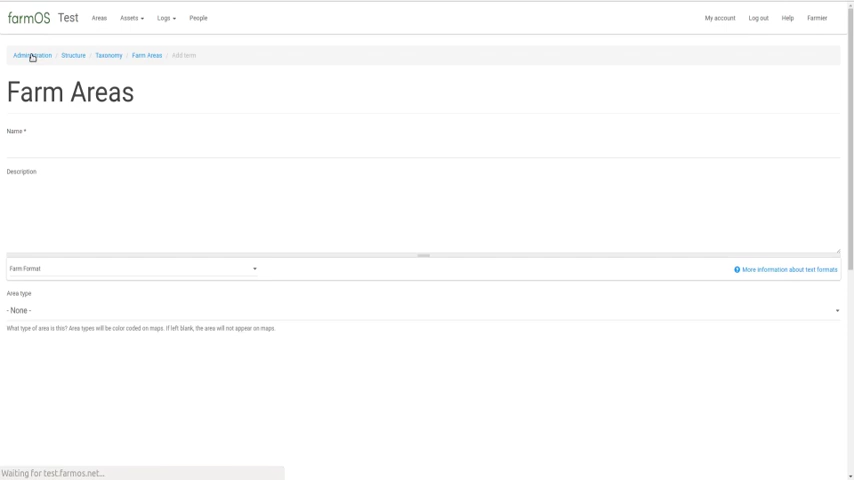 farmOS Test Areas Assets Logs People My account Log out Help Farmier
Administration / Structure / Taxonomy / Farm Areas / Add term
Farm Areas
Name *
Description
Farm Format More information about text formats
Area type
- None -
What type of area is this? Area types will be color coded on maps. If left blank, the area will not appear on maps.
Waiting for test.farmos.net...